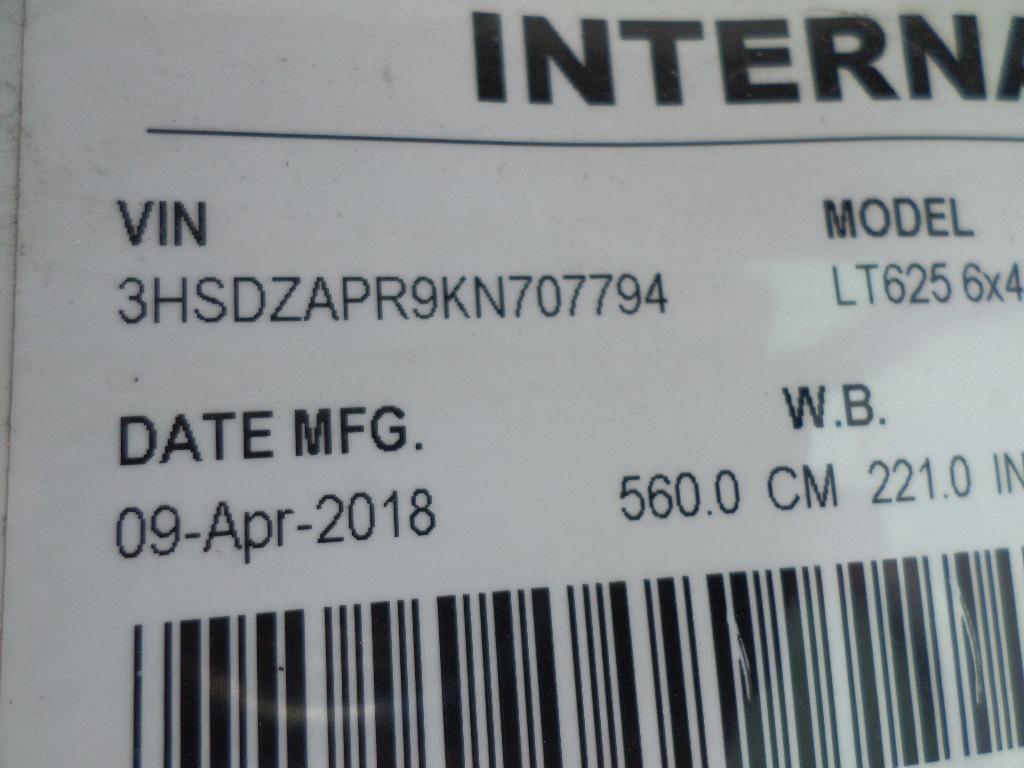 INTERNA
VIN
MODEL
3HSDZAPR9KN707794
LT625 6x4
DATE MFG.
W.B.
09-Apr-2018
560.0 CM 221.0 IN